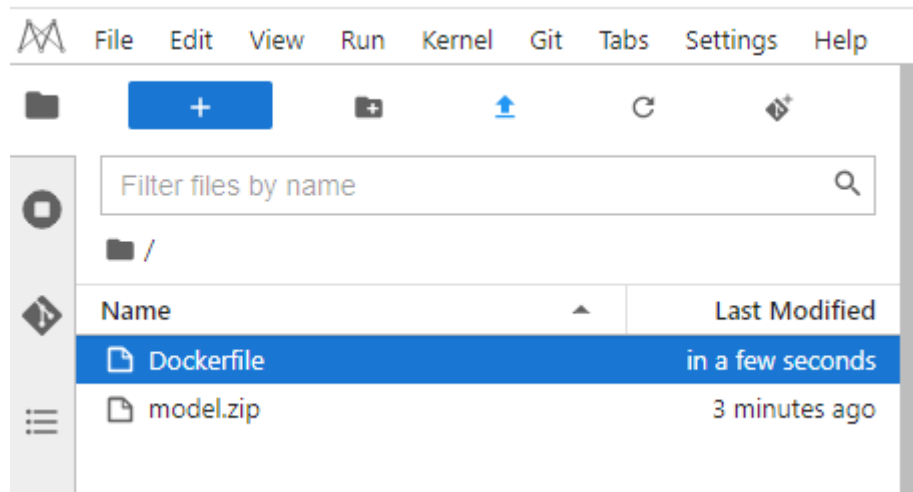 File Edit View Run Kernel Git Tabs Settings Help
Filter files by name
/
Name Last Modified
Dockerfile in a few seconds
model.zip 3 minutes ago